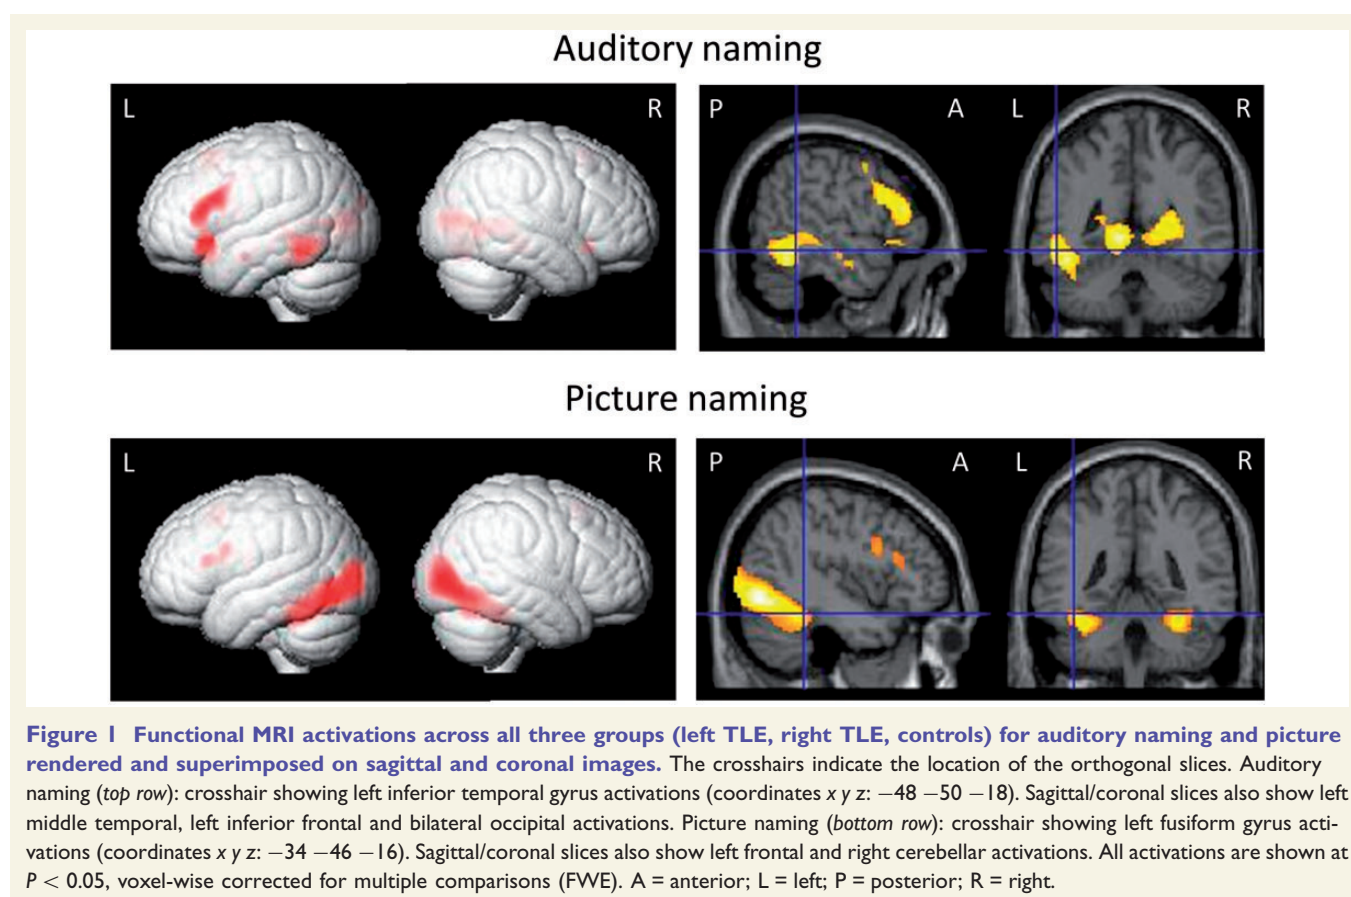 Auditory naming
L R P A L R
Picture naming
L R P A L R
Figure 1 Functional MRI activations across all three groups (left TLE, right TLE, controls) for auditory naming and picture
rendered and superimposed on sagittal and coronal images. The crosshairs indicate the location of the orthogonal slices. Auditory
naming (top row): crosshair showing left inferior temporal gyrus activations (coordinates x y z: −48 −50 −18). Sagittal/coronal slices also show left
middle temporal, left inferior frontal and bilateral occipital activations. Picture naming (bottom row): crosshair showing left fusiform gyrus acti-
vations (coordinates x y z: −34 −46 −16). Sagittal/coronal slices also show left frontal and right cerebellar activations. All activations are shown at
P < 0.05, voxel-wise corrected for multiple comparisons (FWE). A = anterior; L = left; P = posterior; R = right.